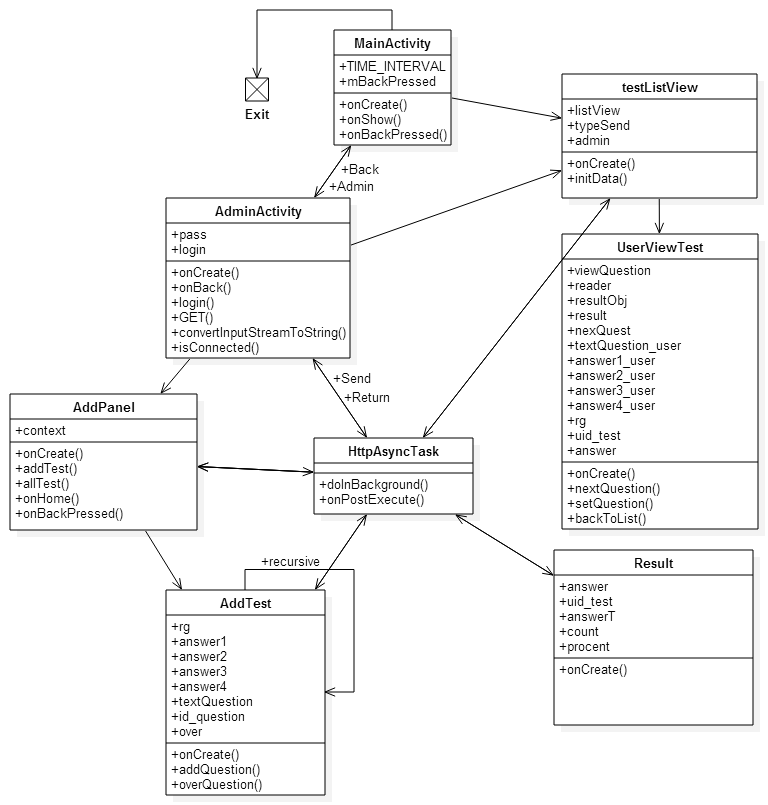 MainActivity
+TIME_INTERVAL
+mBackPressed
+onCreate()
+onShow()
+onBackPressed()
Exit
testListView
+listView
+typeSend
+admin
+onCreate()
+initData()
+Back
+Admin
AdminActivity
+pass
+login
+onCreate()
+onBack()
+login()
+GET()
+convertInputStreamToString()
+isConnected()
UserViewTest
+viewQuestion
+reader
+resultObj
+result
+nexQuest
+textQuestion_user
+answer1_user
+answer2_user
+answer3_user
+answer4_user
+rg
+uid_test
+answer
+onCreate()
+nextQuestion()
+setQuestion()
+backToList()
+Send
+Return
AddPanel
+context
+onCreate()
+addTest()
+allTest()
+onHome()
+onBackPressed()
HttpAsyncTask
+doInBackground()
+onPostExecute()
+recursive
AddTest
+rg
+answer1
+answer2
+answer3
+answer4
+textQuestion
+id_question
+over
+onCreate()
+addQuestion()
+overQuestion()
Result
+answer
+uid_test
+answerT
+count
+procent
+onCreate()